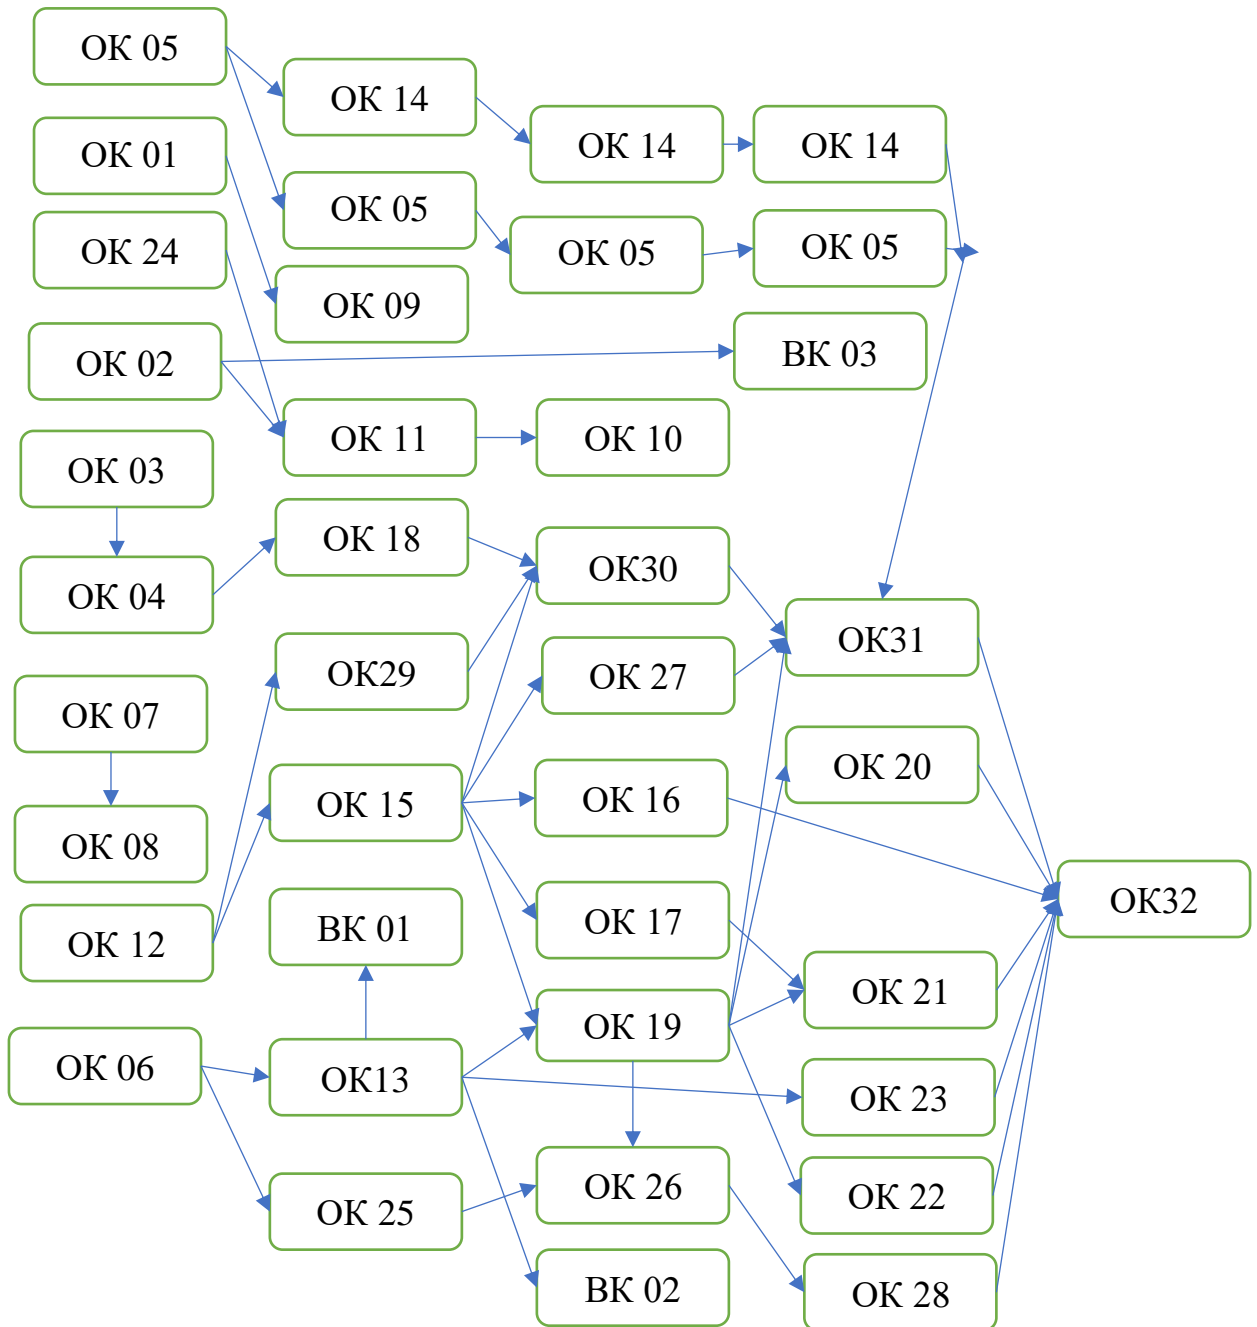 ОК 05
ОК 14
ОК 14
ОК 14
ОК 01
ОК 05
ОК 05
ОК 05
ОК 24
ОК 09
ОК 02
ВК 03
ОК 11
ОК 10
ОК 03
ОК 18
ОК30
ОК 04
ОК31
ОК29
ОК 27
ОК 07
ОК 20
ОК 15
ОК 16
ОК 08
ОК32
ВК 01
ОК 17
ОК 12
ОК 21
ОК 19
ОК 06
ОК13
ОК 23
ОК 26
ОК 22
ОК 25
ВК 02
ОК 28